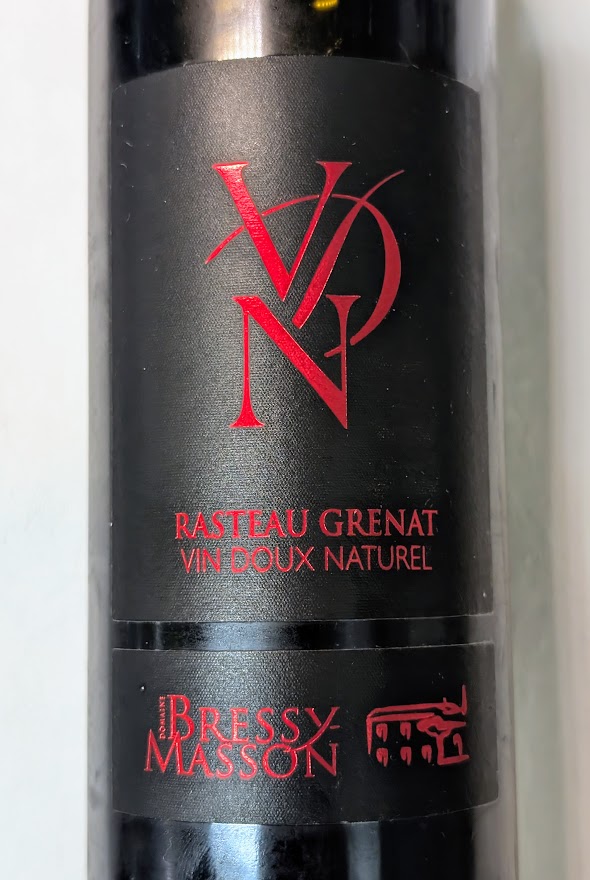 VDN
RASTEAU GRENAT
VIN DOUX NATUREL
DOMAINE
BRESSY-
MASSON